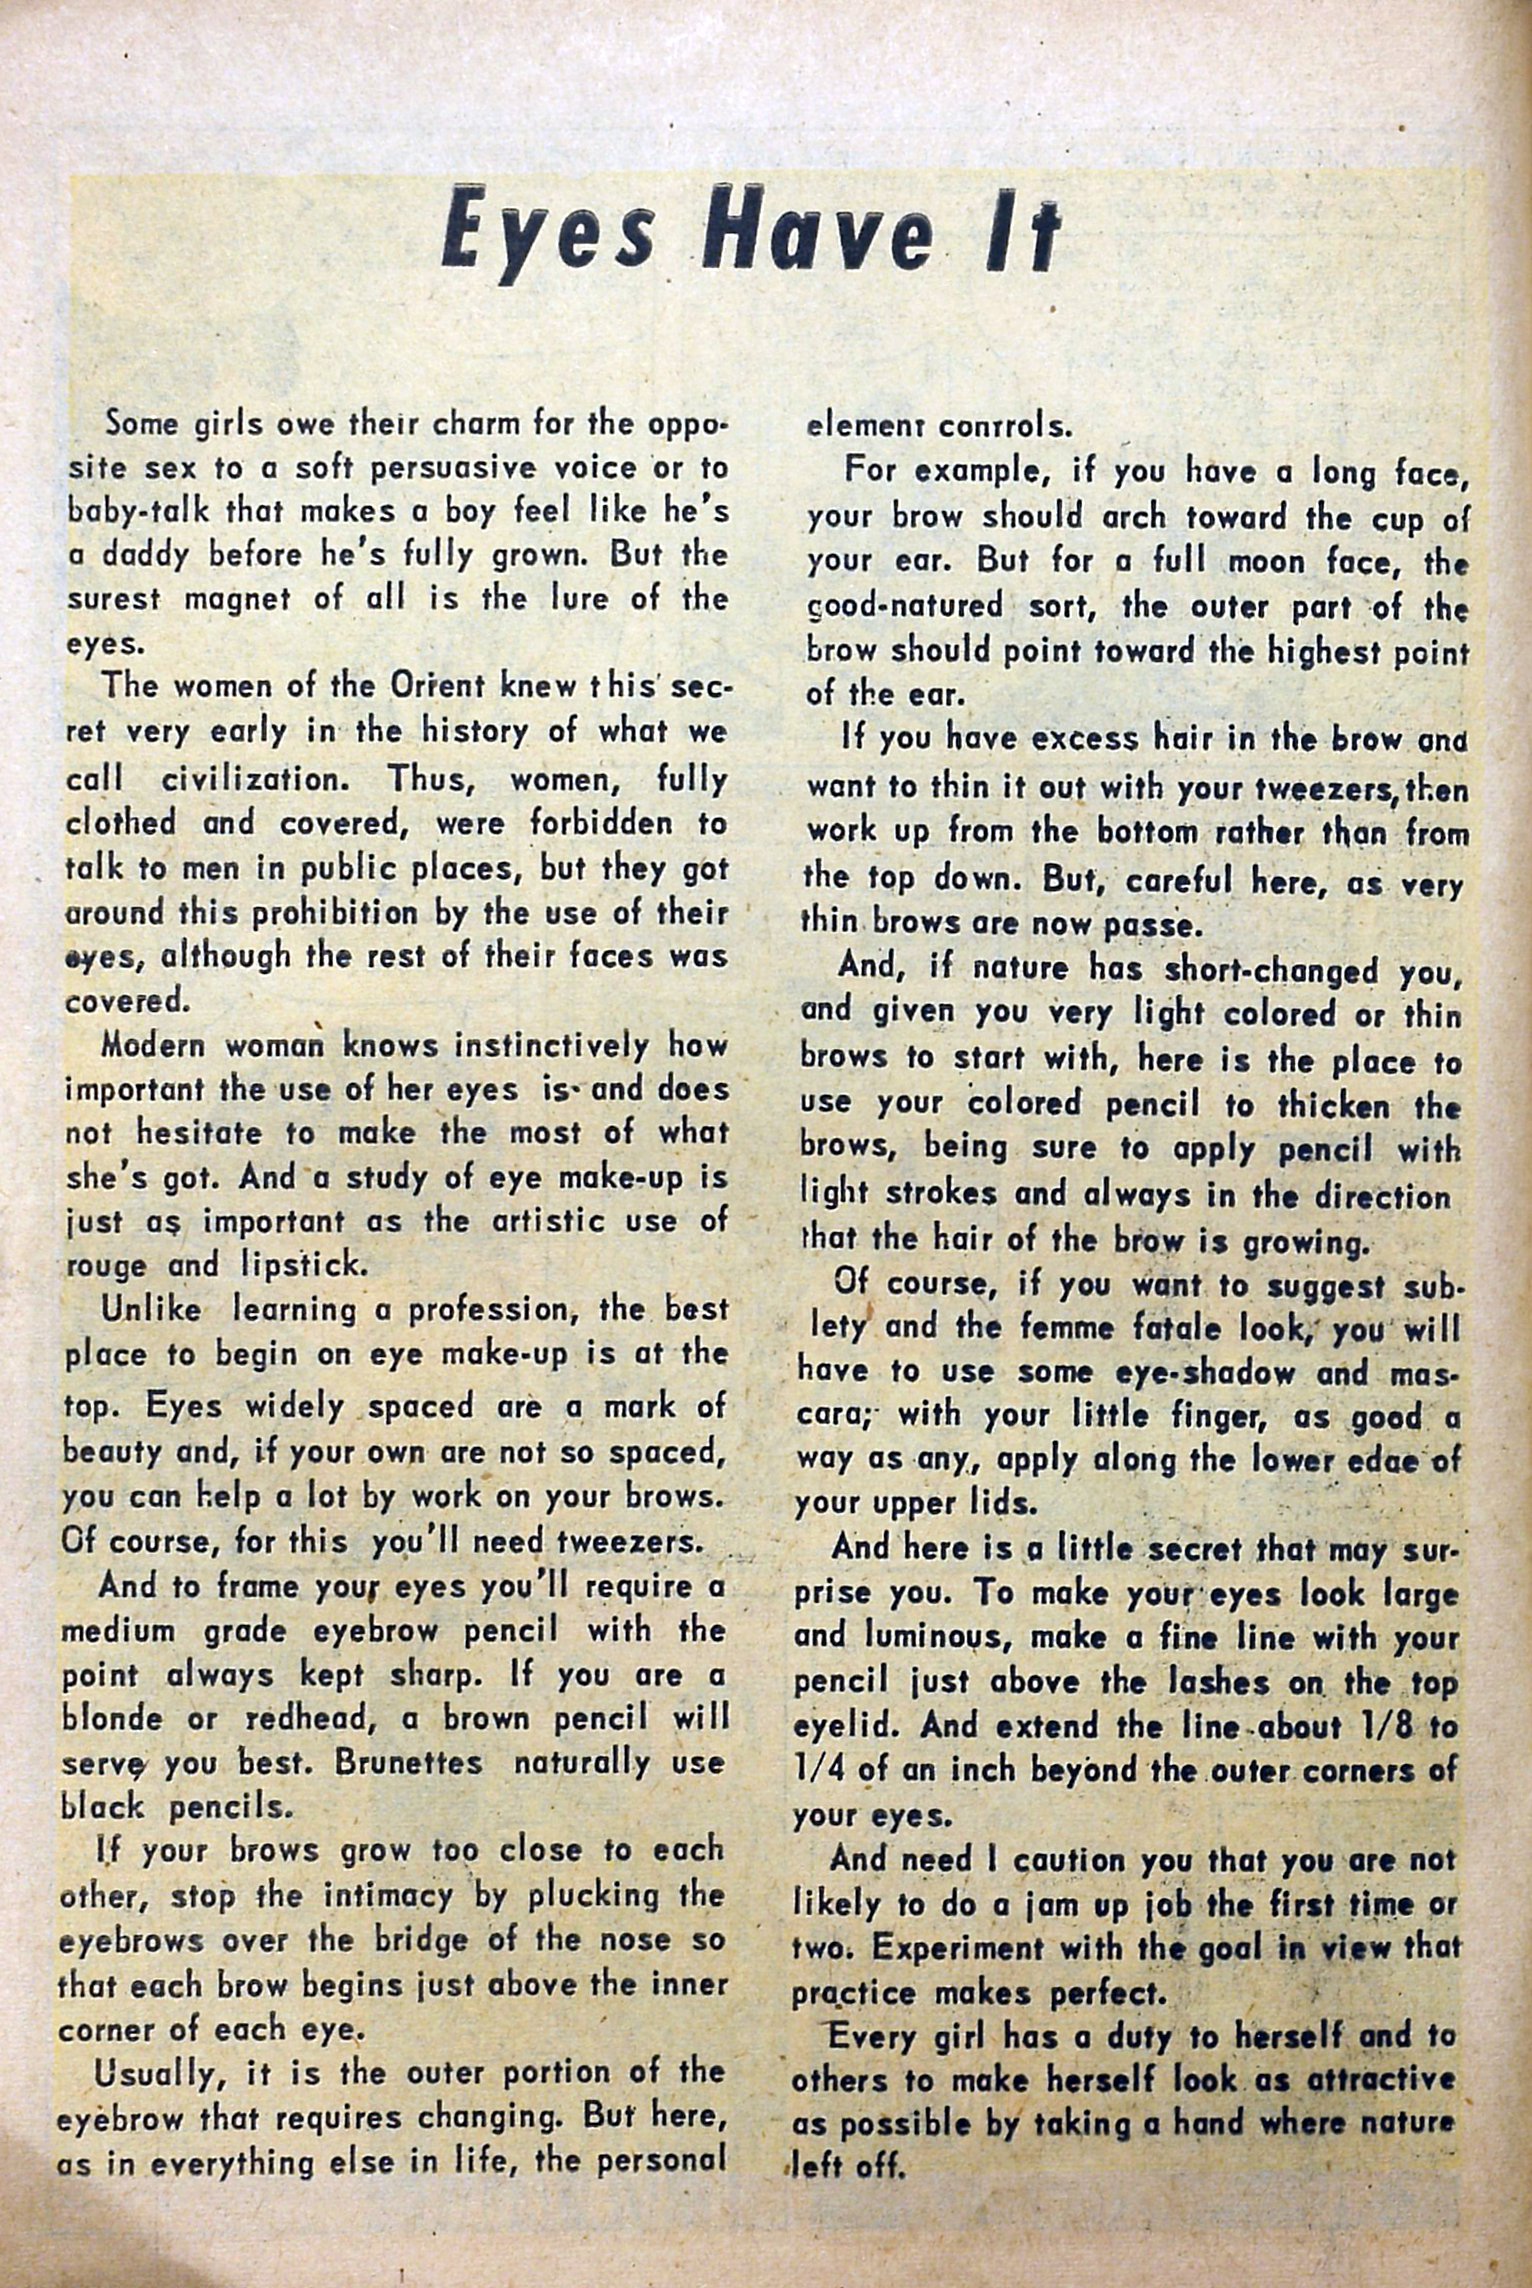 Eyes Have It
Some girls owe their charm for the oppo-
site sex to a soft persuasive voice or to
baby-talk that makes a boy feel like he's
a daddy before he's fully grown. But the
surest magnet of all is the lure of the
eyes.
The women of the Orient knew this sec-
ret very early in the history of what we
call civilization. Thus, women, fully
clothed and covered, were forbidden to
talk to men in public places, but they got
around this prohibition by the use of their
eyes, although the rest of their faces was
covered.
Modern woman knows instinctively how
important the use of her eyes is and does
not hesitate to make the most of what
she's got. And a study of eye make-up is
just as important as the artistic use of
rouge and lipstick.
Unlike learning a profession, the best
place to begin on eye make-up is at the
top. Eyes widely spaced are a mark of
beauty and, if your own are not so spaced,
you can help a lot by work on your brows.
Of course, for this you'll need tweezers.
And to frame your eyes you'll require a
medium grade eyebrow pencil with the
point always kept sharp. If you are a
blonde or redhead, a brown pencil will
serve you best. Brunettes naturally use
black pencils.
If your brows grow too close to each
other, stop the intimacy by plucking the
eyebrows over the bridge of the nose so
that each brow begins just above the inner
corner of each eye.
Usually, it is the outer portion of the
eyebrow that requires changing. But here,
as in everything else in life, the personal
element controls.
For example, if you have a long face,
your brow should arch toward the cup of
your ear. But for a full moon face, the
good-natured sort, the outer part of the
brow should point toward the highest point
of the ear.
If you have excess hair in the brow and
want to thin it out with your tweezers, then
work up from the bottom rather than from
the top down. But, careful here, as very
thin brows are now passe.
And, if nature has short-changed you,
and given you very light colored or thin
brows to start with, here is the place to
use your colored pencil to thicken the
brows, being sure to apply pencil with
light strokes and always in the direction
that the hair of the brow is growing.
Of course, if you want to suggest sub-
lety and the femme fatale look, you will
have to use some eye-shadow and mas-
cara; with your little finger, as good a
way as any, apply along the lower edge of
your upper lids.
And here is a little secret that may sur-
prise you. To make your eyes look large
and luminous, make a fine line with your
pencil just above the lashes on the top
eyelid. And extend the line about 1/8 to
1/4 of an inch beyond the outer corners of
your eyes.
And need I caution you that you are not
likely to do a jam up job the first time or
two. Experiment with the goal in view that
practice makes perfect.
Every girl has a duty to herself and to
others to make herself look as attractive
as possible by taking a hand where nature
left off.